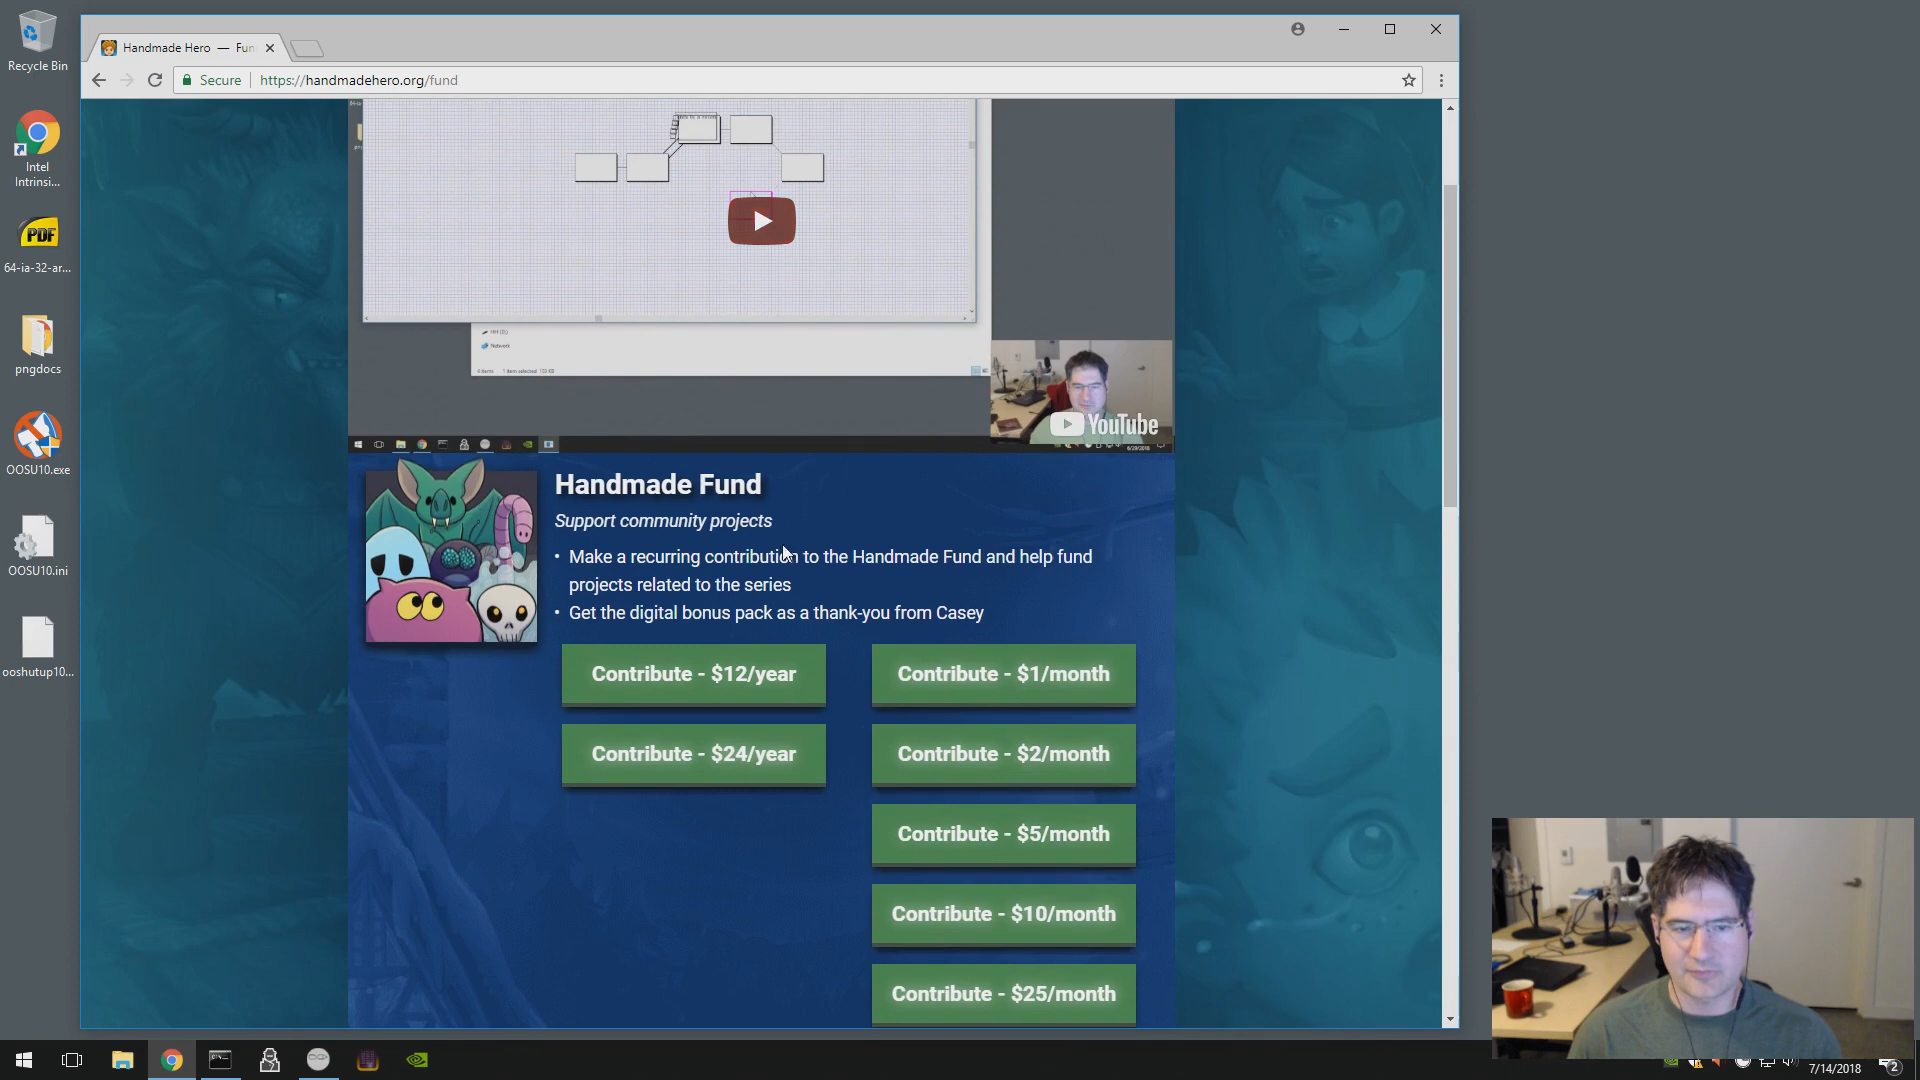 Recycle Bin
Intel
Intrinsi...
PDF
64-ia-32-ar...
pngdocs
OOSU10.exe
OOSU10.ini
ooshutup10...
Handmade Hero — Fun
Secure
https://handmadehero.org/fund
Network
YouTube
Handmade Fund
Support community projects
• Make a recurring contribution to the Handmade Fund and help fund
projects related to the series
• Get the digital bonus pack as a thank-you from Casey
Contribute - $12/year
Contribute - $1/month
Contribute - $24/year
Contribute - $2/month
Contribute - $5/month
Contribute - $10/month
Contribute - $25/month
7/14/2018
2